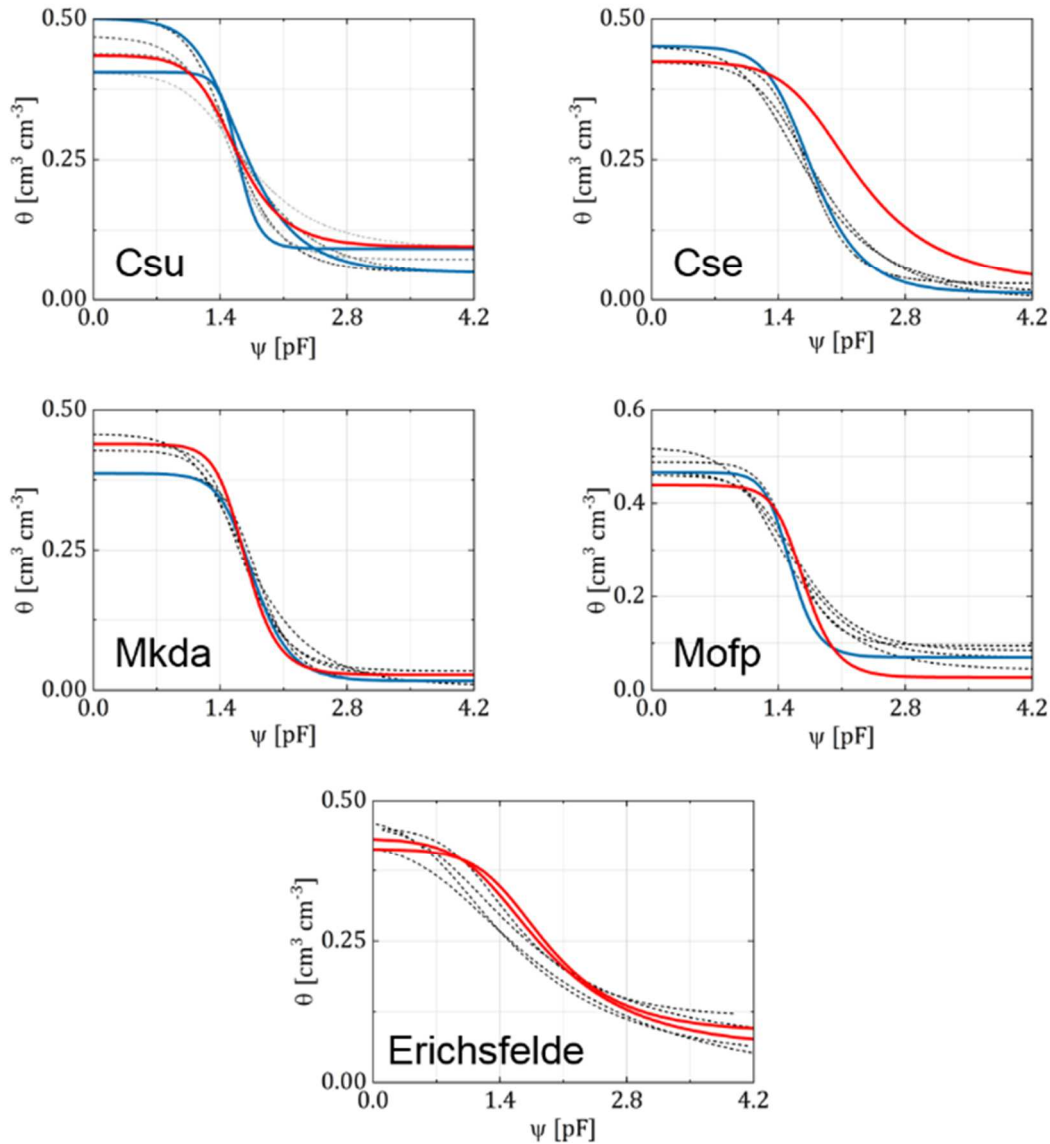 0.50
θ [cm³ cm⁻³]
0.25
Csu
0.00
0.0 1.4 2.8 4.2
ψ [pF]
0.50
θ [cm³ cm⁻³]
0.25
Cse
0.00
0.0 1.4 2.8 4.2
ψ [pF]
0.50
θ [cm³ cm⁻³]
0.25
Mkda
0.00
0.0 1.4 2.8 4.2
ψ [pF]
0.6
0.4
θ [cm³ cm⁻³]
0.2
Mofp
0.0
0.0 1.4 2.8 4.2
ψ [pF]
0.50
θ [cm³ cm⁻³]
0.25
Erichsfelde
0.00
0.0 1.4 2.8 4.2
ψ [pF]